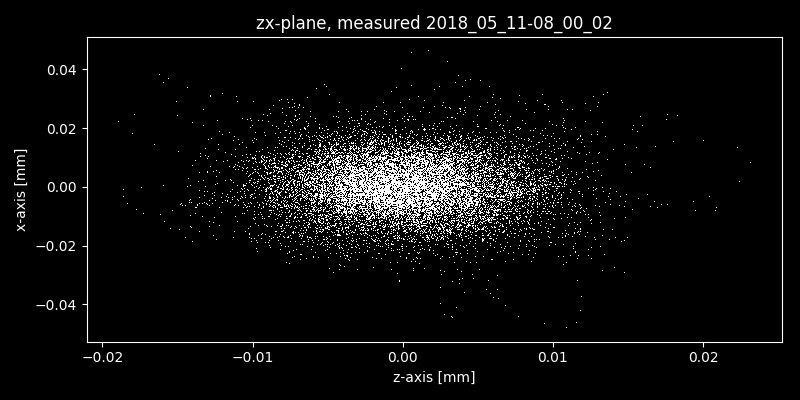 zx-plane, measured 2018_05_11-08_00_02
0.04
0.02
0.00
−0.02
−0.04
x-axis [mm]
−0.02 −0.01 0.00 0.01 0.02
z-axis [mm]